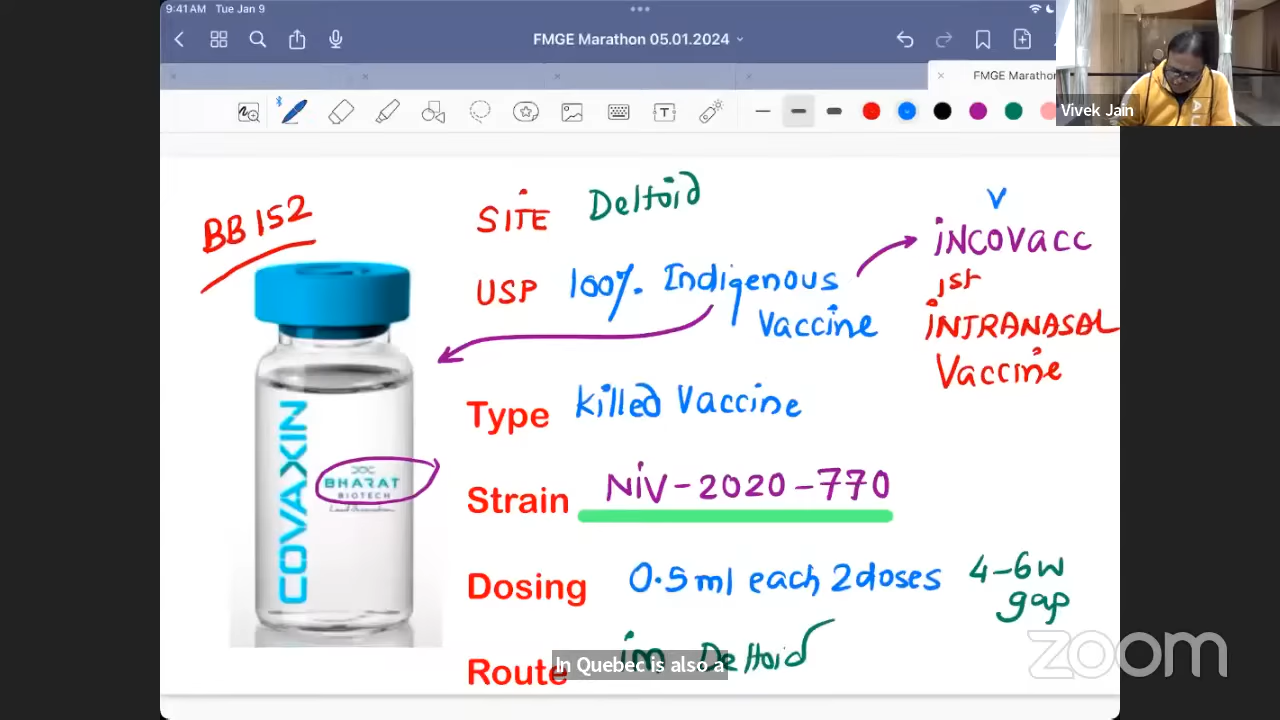 9:41 AM Tue Jan 9
FMGE Marathon 05.01.2024
FMGE Marathon
Vivek Jain
BB152
SITE Deltoid
V
iNCOVACC
1st
iNTRANASAL
Vaccine
USP 100% Indigenous
Vaccine
Type Killed Vaccine
COVAXIN
BHARAT
BIOTECH
Strain NiV-2020-770
Dosing 0.5ml each 2doses 4-6w
gap
Route im Deltoid
In Quebec is also a
zoom